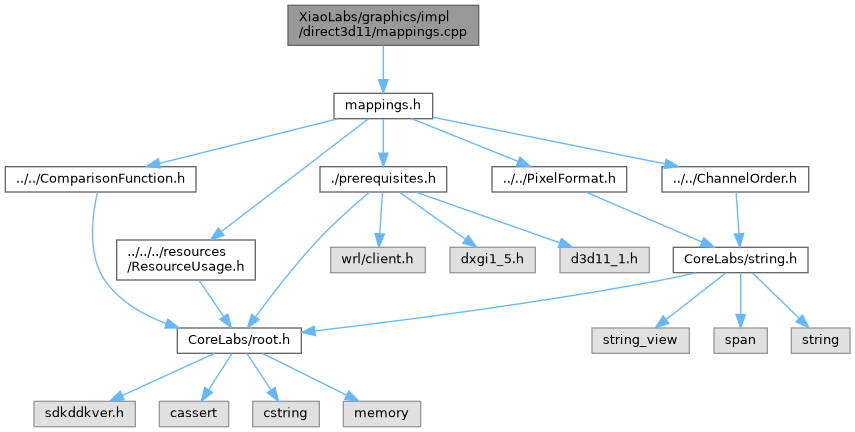 XiaoLabs/graphics/impl
/direct3d11/mappings.cpp
mappings.h
../../ComparisonFunction.h
./prerequisites.h
../../PixelFormat.h
../../ChannelOrder.h
../../../resources
/ResourceUsage.h
wrl/client.h
dxgi1_5.h
d3d11_1.h
CoreLabs/string.h
CoreLabs/root.h
string_view
span
string
sdkddkver.h
cassert
cstring
memory